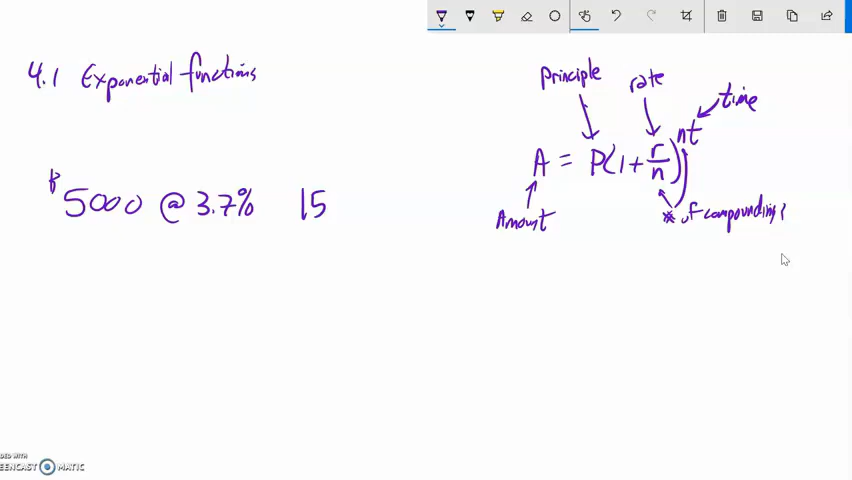 4.1 Exponential functions
Principle
rate
time
A = P(1 + r/n)^nt
Amount
# of compoundings
$5000 @ 3.7% 15